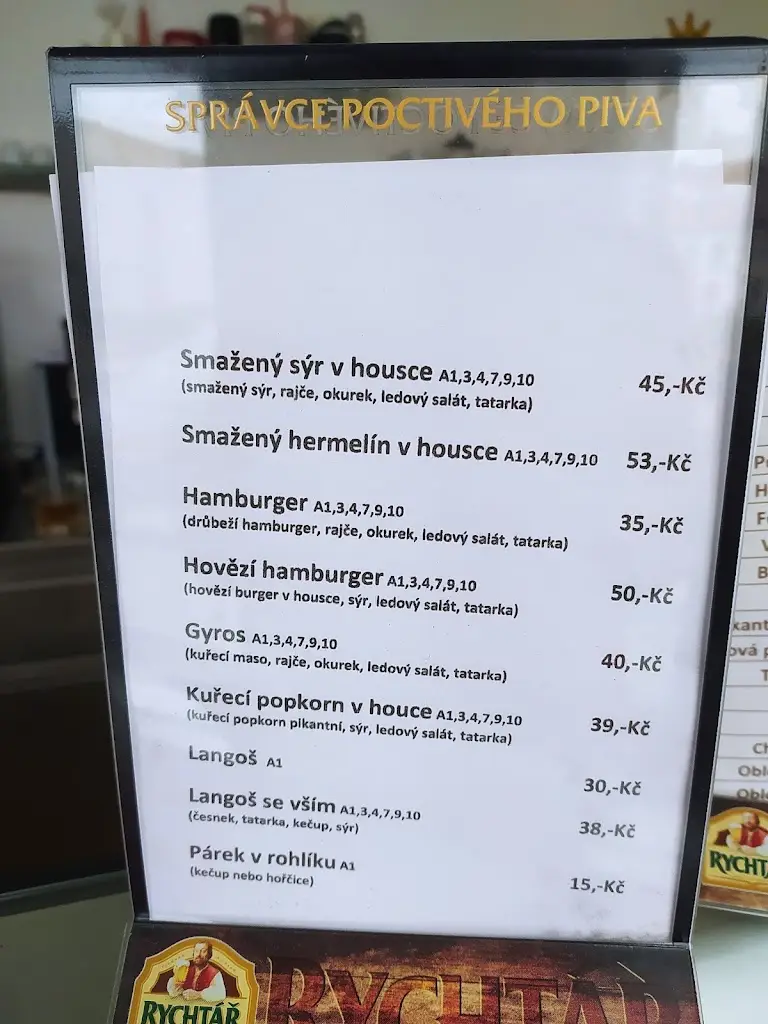 SPRÁVCE POCTIVÉHO PIVA
Smažený sýr v housce A1,3,4,7,9,10 45,-Kč
(smažený sýr, rajče, okurek, ledový salát, tatarka)
Smažený hermelín v housce A1,3,4,7,9,10 53,-Kč
Hamburger A1,3,4,7,9,10 35,-Kč
(drůbeží hamburger, rajče, okurek, ledový salát, tatarka)
Hovězí hamburger A1,3,4,7,9,10 50,-Kč
(hovězí burger v housce, sýr, ledový salát, tatarka)
Gyros A1,3,4,7,9,10 40,-Kč
(kuřecí maso, rajče, okurek, ledový salát, tatarka)
Kuřecí popkorn v houce A1,3,4,7,9,10 39,-Kč
(kuřecí popkorn pikantní, sýr, ledový salát, tatarka)
Langoš A1 30,-Kč
Langoš se vším A1,3,4,7,9,10 38,-Kč
(česnek, tatarka, kečup, sýr)
Párek v rohlíku A1 15,-Kč
(kečup nebo hořčice)
RYCHTÁŘ
RYCHTÁŘ